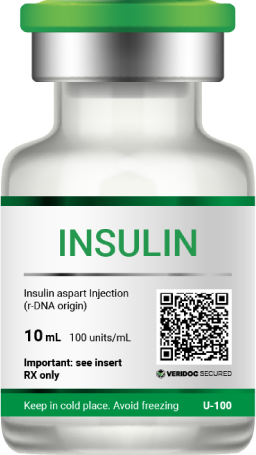 INSULIN
Insulin aspart Injection
(r-DNA origin)
10 mL 100 units/mL
Important: see insert
RX only
VERIDOC SECURED
Keep in cold place. Avoid freezing U-100